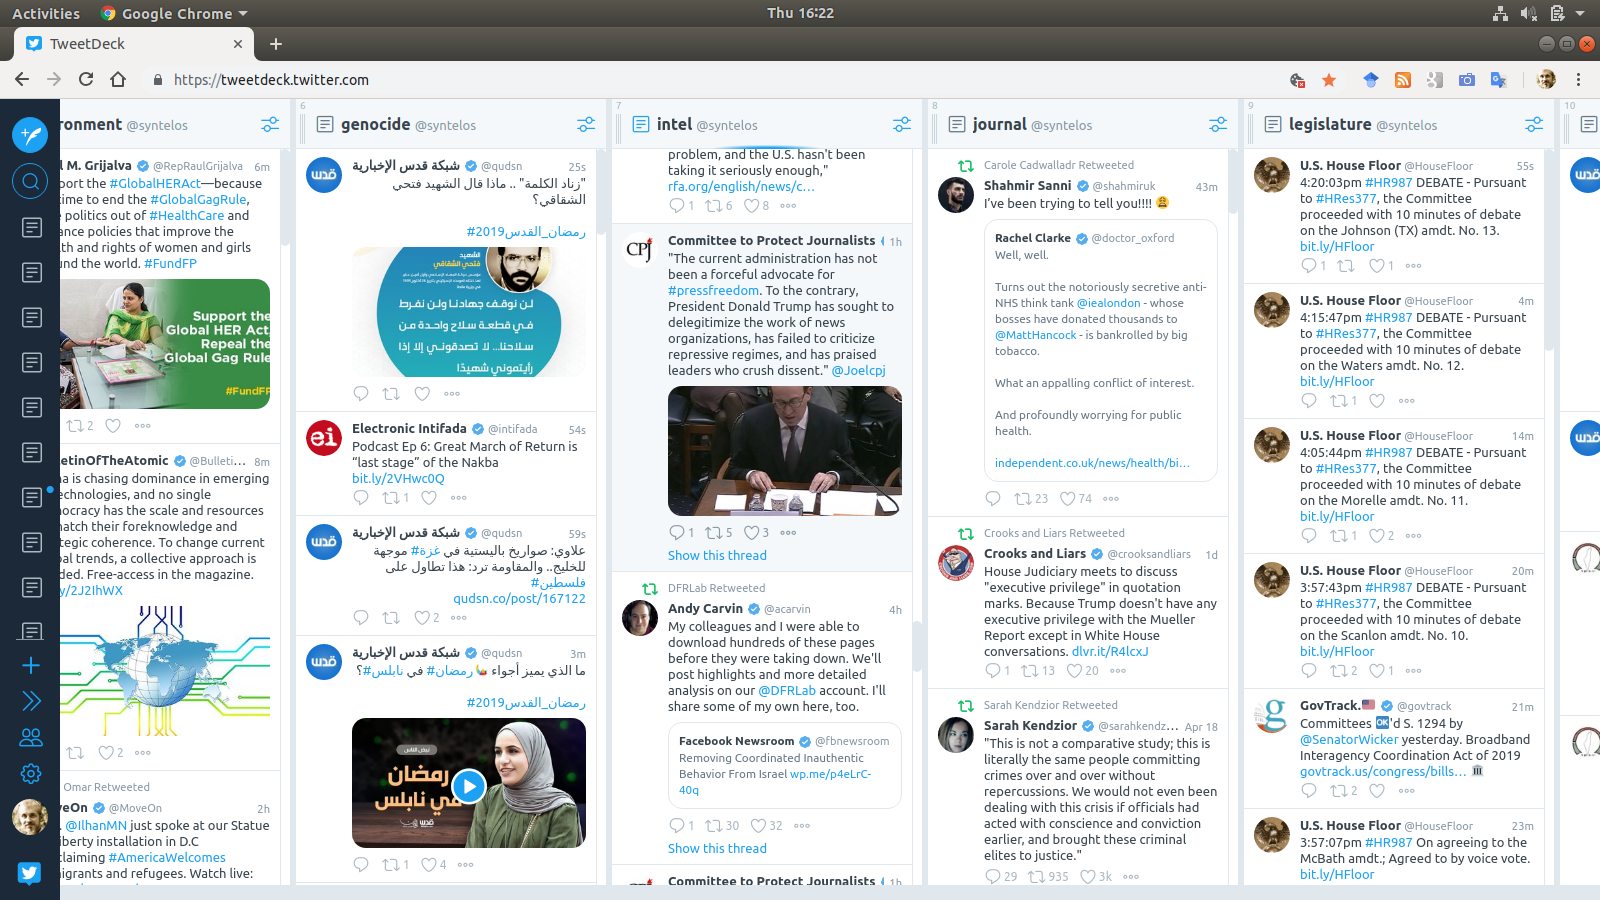 Activities
Google Chrome
Thu 16:22
TweetDeck
https://tweetdeck.twitter.com
ronment @syntelos
l M. Grijalva @RepRaulGrijalva 6m
port the #GlobalHERAct—because
time to end the #GlobalGagRule,
politics out of #HealthCare and
ance policies that improve the
lth and rights of women and girls
und the world. #FundFP
Support the
Global HER Act.
Repeal the
Global Gag Rule
#FundFP
2
etinOfTheAtomic @Bulleti... 8m
na is chasing dominance in emerging
echnologies, and no single
nocracy has the scale and resources
natch their foreknowledge and
tegic coherence. To change current
bal trends, a collective approach is
ded. Free-access in the magazine.
y/2J2IhWX
2
Omar Retweeted
veOn @MoveOn 2h
. @IlhanMN just spoke at our Statue
iberty installation in D.C
claiming #AmericaWelcomes
migrants and refugees. Watch live:
6
genocide @syntelos
قدس
شبكة قدس الإخبارية @qudsn 25s
"زناد الكلمة" .. ماذا قال الشهيد فتحي
الشقاقي؟
#رمضان_القدس2019
الشهيد
فتحي الشقاقي
لن نوقف جهادنا ولن نفرط
في قطعة سلاح واحدة من
سلاحنا... لا تصدقوني إلا إذا
رأيتموني شهيدًا
ei
Electronic Intifada @intifada 54s
Podcast Ep 6: Great March of Return is
“last stage” of the Nakba
bit.ly/2VHwc0Q
1
قدس
شبكة قدس الإخبارية @qudsn 59s
علاوي: صواريخ باليستية في غزة# موجهة
للخليج.. والمقاومة ترد: هذا تطاول على
فلسطين#
qudsn.co/post/167122
2
قدس
شبكة قدس الإخبارية @qudsn 3m
ما الذي يميز أجواء رمضان# في نابلس#؟
#رمضان_القدس2019
نبض الناس
رمضان
في نابلس
قدس
1 4
7
intel @syntelos
problem, and the U.S. hasn't been
taking it seriously enough,"
rfa.org/english/news/c...
1 6 8
CPJ
Committee to Protect Journalists 1h
"The current administration has not
been a forceful advocate for
#pressfreedom. To the contrary,
President Donald Trump has sought to
delegitimize the work of news
organizations, has failed to criticize
repressive regimes, and has praised
leaders who crush dissent." @Joelcpj
1 5 3
Show this thread
DFRLab Retweeted
Andy Carvin @acarvin 4h
My colleagues and I were able to
download hundreds of these pages
before they were taking down. We'll
post highlights and more detailed
analysis on our @DFRLab account. I'll
share some of my own here, too.
Facebook Newsroom @fbnewsroom
Removing Coordinated Inauthentic
Behavior From Israel wp.me/p4eLrC-
40q
1 30 32
Show this thread
Committee to Protect Journalists 1h
8
journal @syntelos
Carole Cadwalladr Retweeted
Shahmir Sanni @shahmiruk 43m
I’ve been trying to tell you!!!!
Rachel Clarke @doctor_oxford
Well, well.
Turns out the notoriously secretive anti-
NHS think tank @iealondon - whose
bosses have donated thousands to
@MattHancock - is bankrolled by big
tobacco.
What an appalling conflict of interest.
And profoundly worrying for public
health.
independent.co.uk/news/health/bi...
23 74
Crooks and Liars Retweeted
Crooks and Liars @crooksandliars 1d
House Judiciary meets to discuss
"executive privilege" in quotation
marks. Because Trump doesn't have any
executive privilege with the Mueller
Report except in White House
conversations. dlvr.it/R4lcxJ
1 13 20
Sarah Kendzior Retweeted
Sarah Kendzior @sarahkendz... Apr 18
"This is not a comparative study; this is
literally the same people committing
crimes over and over without
repercussions. We would not even been
dealing with this crisis if officials had
acted with conscience and conviction
earlier, and brought these criminal
elites to justice."
29 935 3k
9
legislature @syntelos
U.S. House Floor @HouseFloor 55s
4:20:03pm #HR987 DEBATE - Pursuant
to #HRes377, the Committee
proceeded with 10 minutes of debate
on the Johnson (TX) amdt. No. 13.
bit.ly/HFloor
1 1
U.S. House Floor @HouseFloor 4m
4:15:47pm #HR987 DEBATE - Pursuant
to #HRes377, the Committee
proceeded with 10 minutes of debate
on the Waters amdt. No. 12.
bit.ly/HFloor
1
U.S. House Floor @HouseFloor 14m
4:05:44pm #HR987 DEBATE - Pursuant
to #HRes377, the Committee
proceeded with 10 minutes of debate
on the Morelle amdt. No. 11.
bit.ly/HFloor
1 2
U.S. House Floor @HouseFloor 20m
3:57:43pm #HR987 DEBATE - Pursuant
to #HRes377, the Committee
proceeded with 10 minutes of debate
on the Scanlon amdt. No. 10.
bit.ly/HFloor
2 1
g
GovTrack. @govtrack 21m
Committees OK'd S. 1294 by
@SenatorWicker yesterday. Broadband
Interagency Coordination Act of 2019
govtrack.us/congress/bills...
2
U.S. House Floor @HouseFloor 23m
3:57:07pm #HR987 On agreeing to the
McBath amdt.; Agreed to by voice vote.
bit.ly/HFloor
10
قدس
قدس